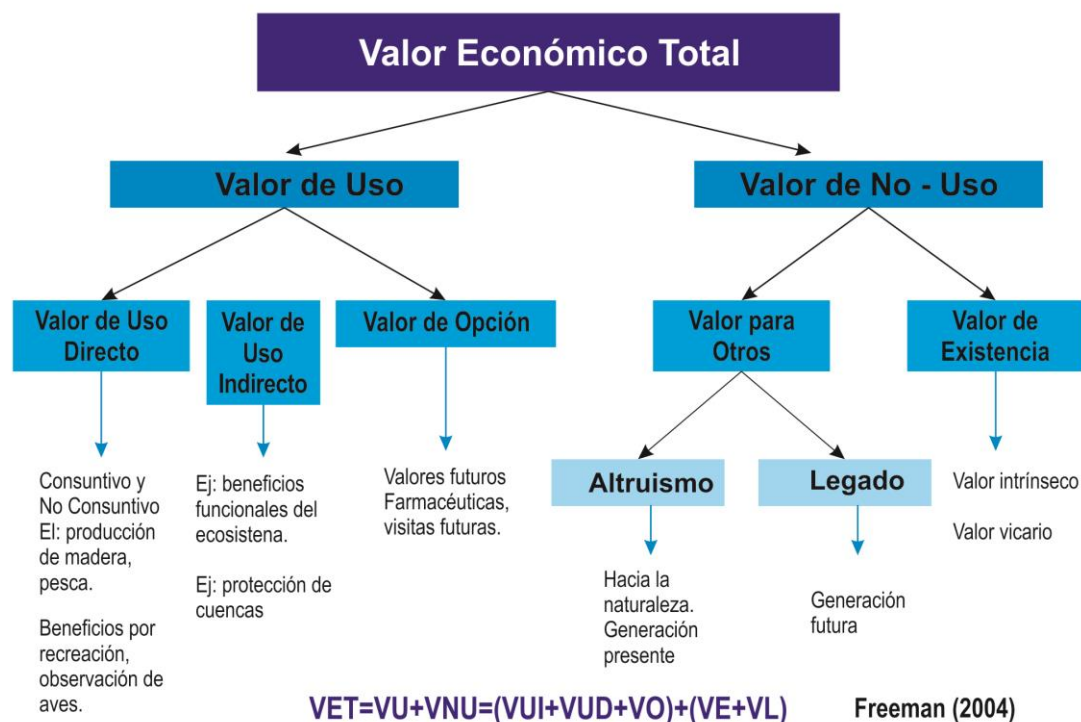 Valor Económico Total
Valor de Uso
Valor de No - Uso
Valor de Uso
Directo
Valor de
Uso
Indirecto
Valor de Opción
Valor para
Otros
Valor de
Existencia
Consuntivo y
No Consuntivo
El: producción
de madera,
pesca.
Beneficios por
recreación,
observación de
aves.
Ej: beneficios
funcionales del
ecosistena.
Ej: protección de
cuencas
Valores futuros
Farmacéuticas,
visitas futuras.
Altruismo
Legado
Hacia la
naturaleza.
Generación
presente
Generación
futura
Valor intrínseco
Valor vicario
VET=VU+VNU=(VUI+VUD+VO)+(VE+VL)
Freeman (2004)